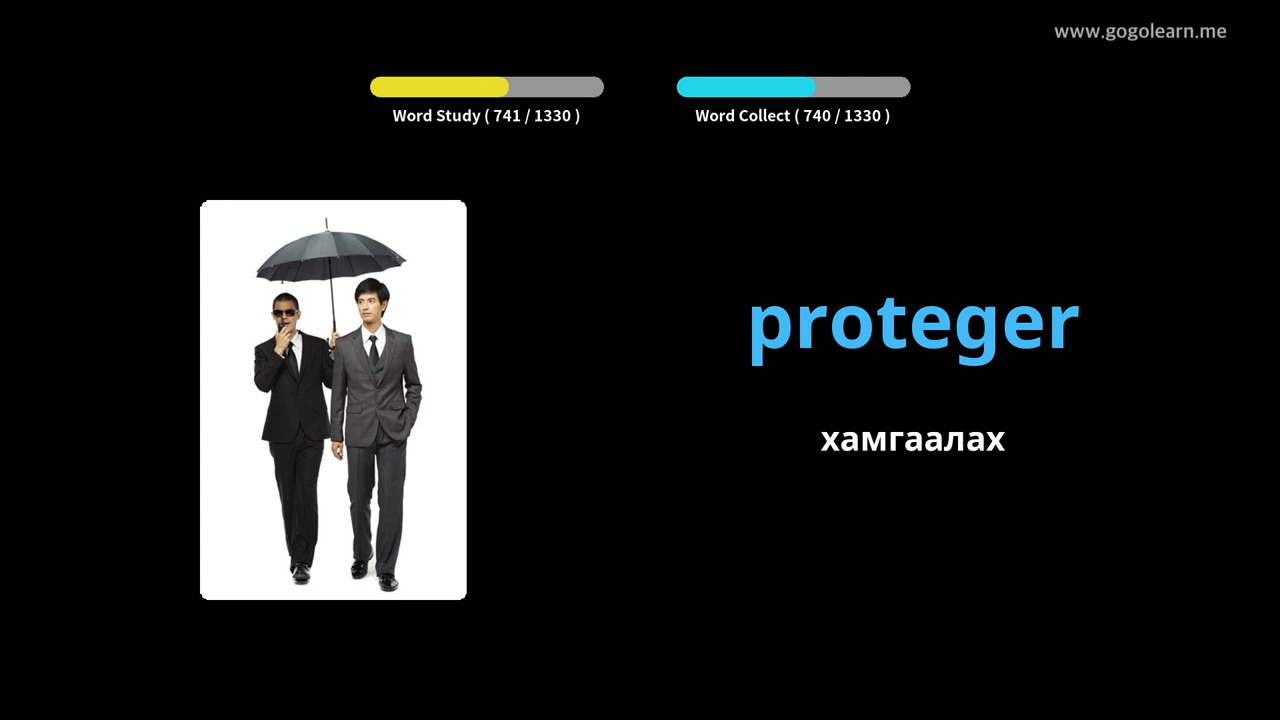 www.gogolearn.me
Word Study ( 741 / 1330 )
Word Collect ( 740 / 1330 )
proteger
хамгаалах